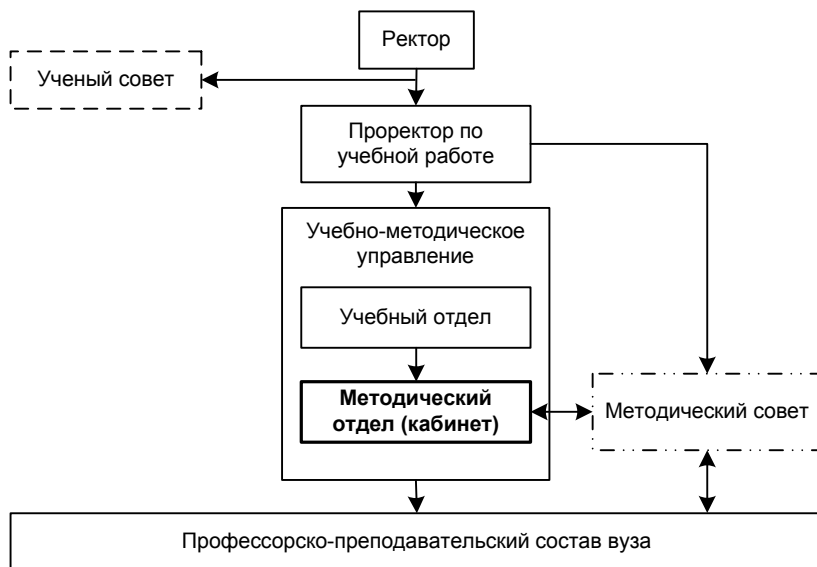 Ректор
Ученый совет
Проректор по
учебной работе
Учебно-методическое
управление
Учебный отдел
Методический
отдел (кабинет)
Методический совет
Профессорско-преподавательский состав вуза